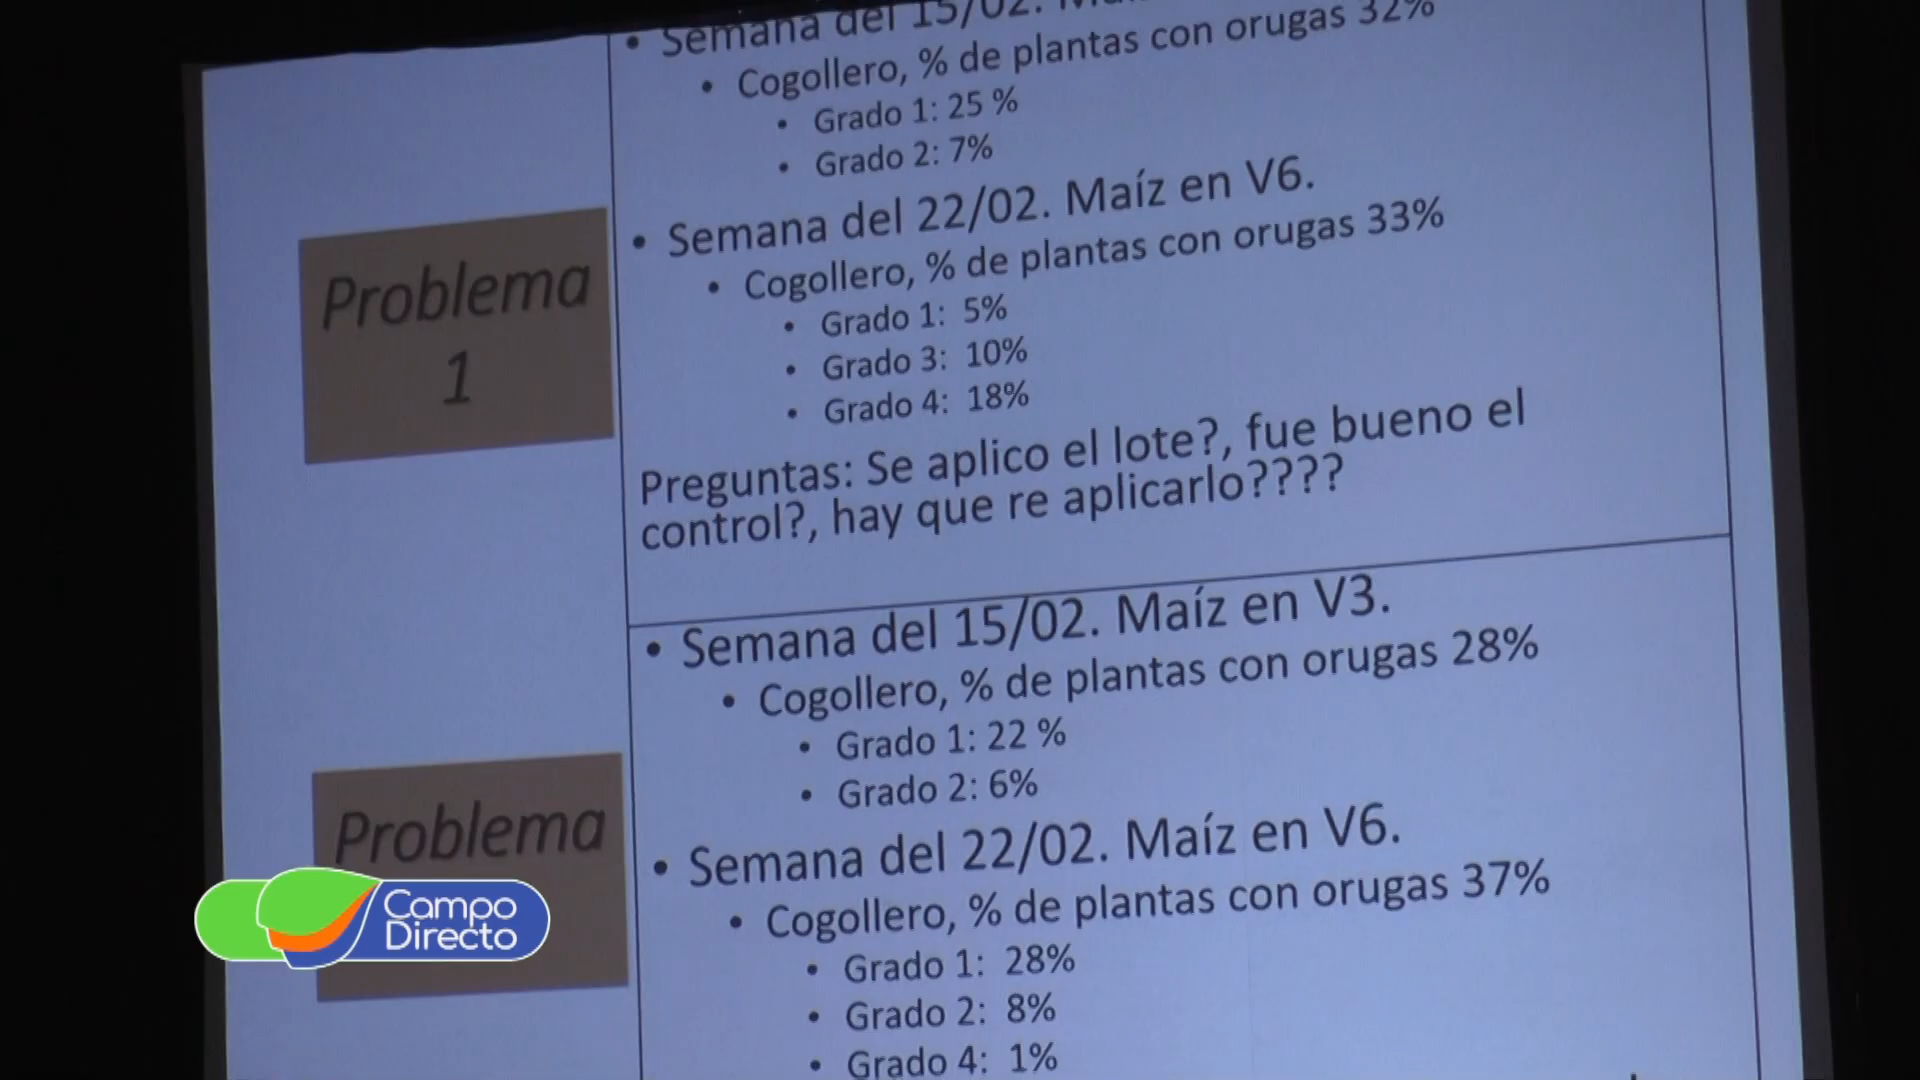 • Semana del 15/02.
• Cogollero, % de plantas con orugas 32%
• Grado 1: 25 %
• Grado 2: 7%
• Semana del 22/02. Maíz en V6.
• Cogollero, % de plantas con orugas 33%
• Grado 1: 5%
• Grado 3: 10%
• Grado 4: 18%
Preguntas: Se aplico el lote?, fue bueno el
control?, hay que re aplicarlo????
Problema
1
• Semana del 15/02. Maíz en V3.
• Cogollero, % de plantas con orugas 28%
• Grado 1: 22 %
• Grado 2: 6%
• Semana del 22/02. Maíz en V6.
• Cogollero, % de plantas con orugas 37%
• Grado 1: 28%
• Grado 2: 8%
• Grado 4: 1%
Problema
Campo
Directo